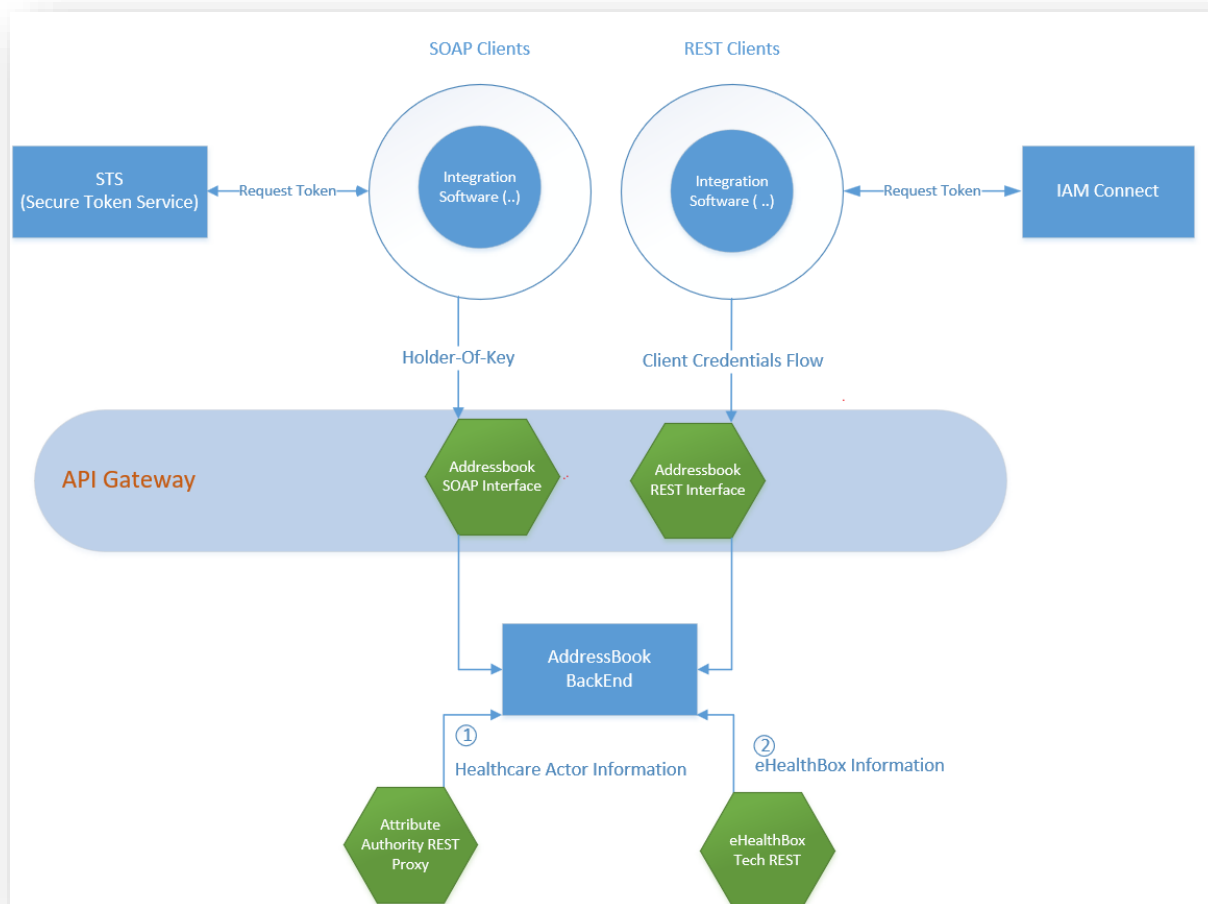 SOAP Clients
REST Clients
STS
(Secure Token Service)
Request Token
Integration
Software (..)
Integration
Software ( ..)
Request Token
IAM Connect
Holder-Of-Key
Client Credentials Flow
API Gateway
Addressbook
SOAP Interface
Addressbook
REST Interface
AddressBook
BackEnd
1
Healthcare Actor Information
2
eHealthBox Information
Attribute
Authority REST
Proxy
eHealthBox
Tech REST